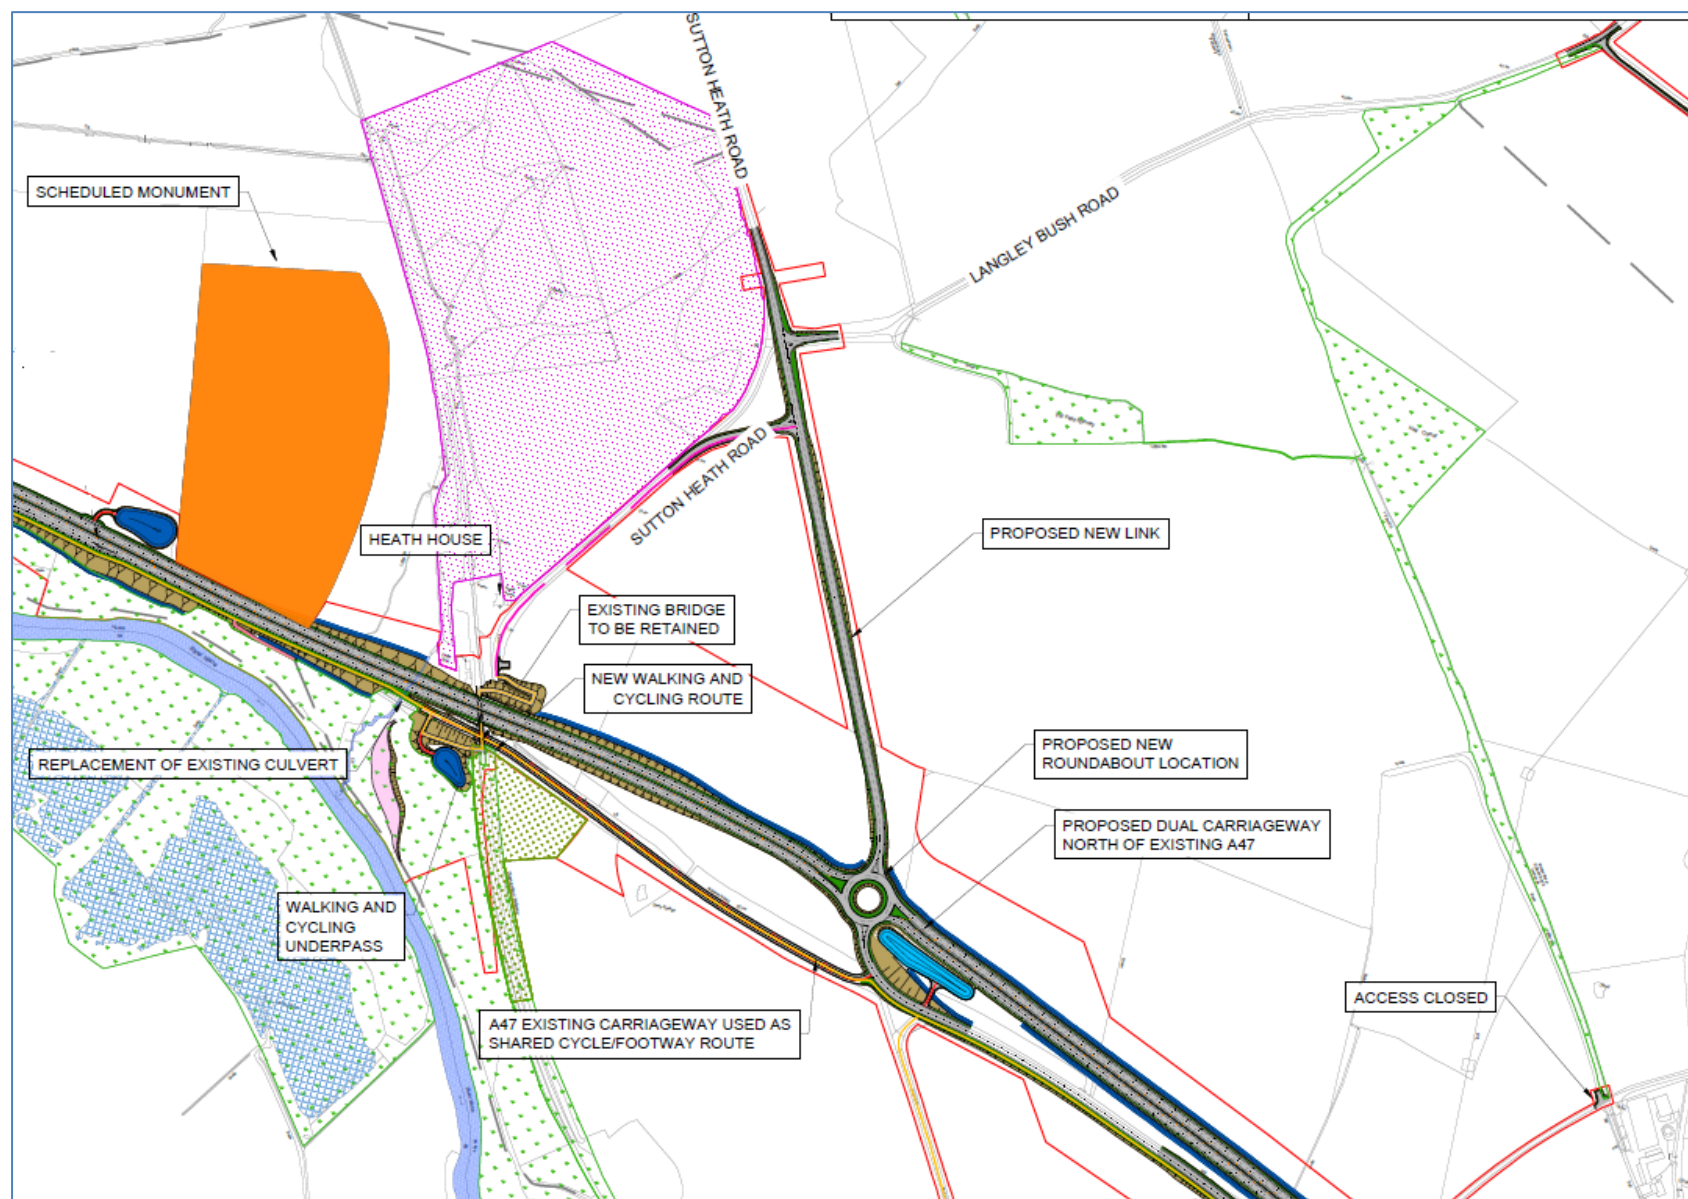 SUTTON HEATH ROAD
SCHEDULED MONUMENT
LANGLEY BUSH ROAD
SUTTON HEATH ROAD
HEATH HOUSE
PROPOSED NEW LINK
EXISTING BRIDGE
TO BE RETAINED
NEW WALKING AND
CYCLING ROUTE
REPLACEMENT OF EXISTING CULVERT
PROPOSED NEW
ROUNDABOUT LOCATION
PROPOSED DUAL CARRIAGEWAY
NORTH OF EXISTING A47
WALKING AND
CYCLING
UNDERPASS
ACCESS CLOSED
A47 EXISTING CARRIAGEWAY USED AS
SHARED CYCLE/FOOTWAY ROUTE